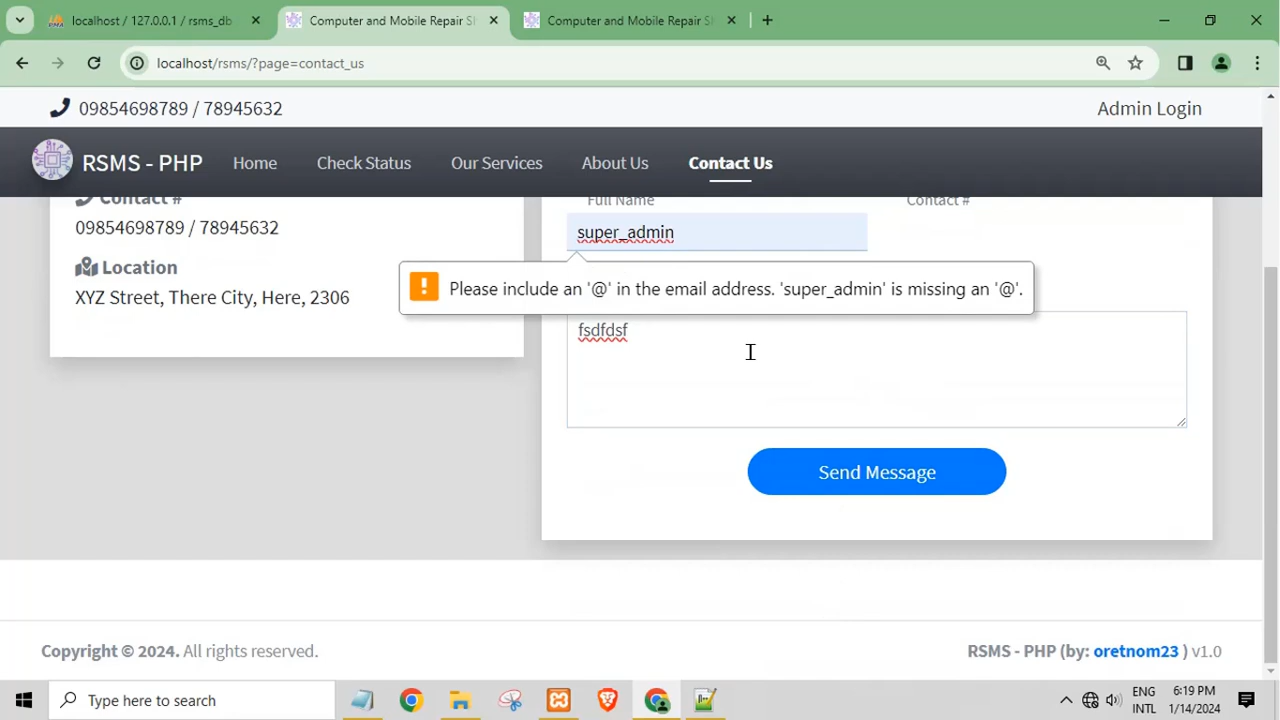 localhost / 127.0.0.1 / rsms_db
Computer and Mobile Repair S
Computer and Mobile Repair S
localhost/rsms/?page=contact_us
09854698789 / 78945632
Admin Login
RSMS - PHP
Home
Check Status
Our Services
About Us
Contact Us
Contact #
09854698789 / 78945632
Location
XYZ Street, There City, Here, 2306
Full Name
Contact #
super_admin
Please include an '@' in the email address. 'super_admin' is missing an '@'.
fsdfdsf
Send Message
Copyright © 2024. All rights reserved.
RSMS - PHP (by: oretnom23 ) v1.0
Type here to search
ENG
INTL
6:19 PM
1/14/2024